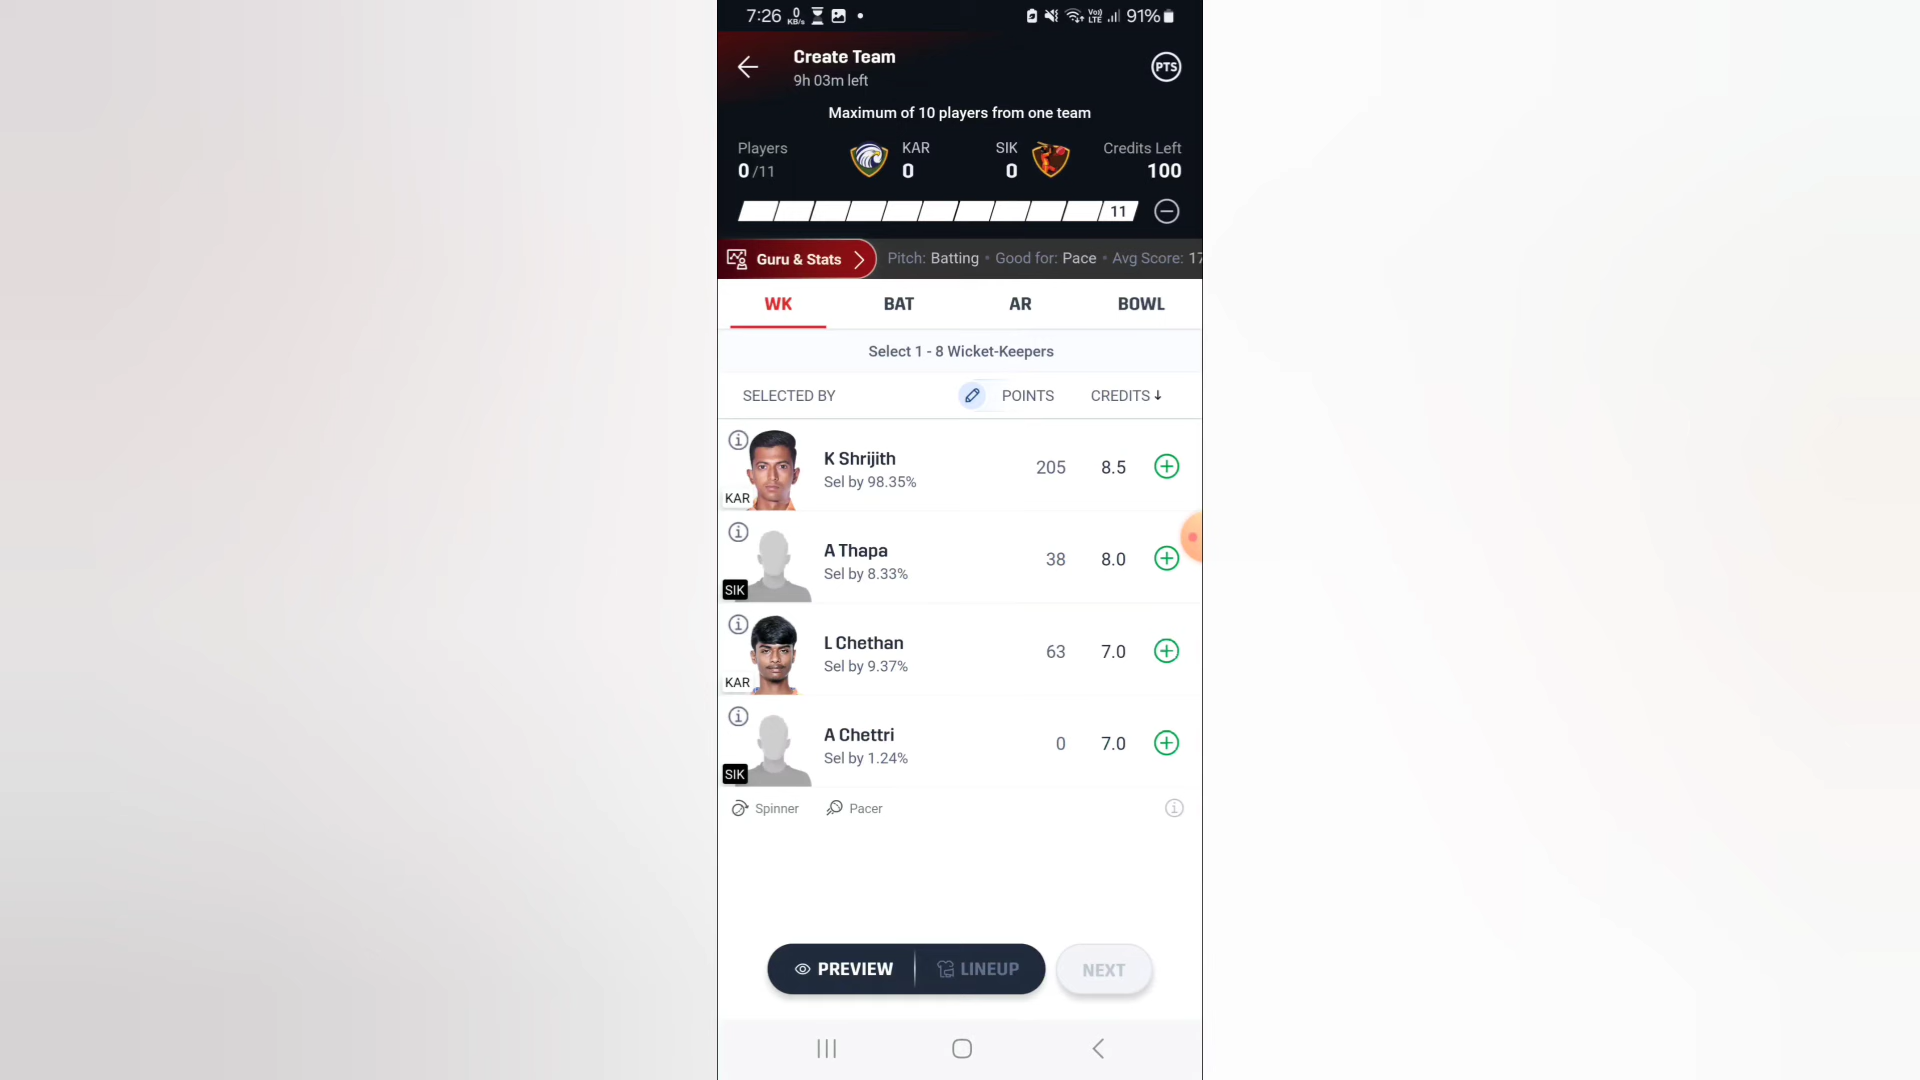 7:26 0 KB/s Vo) LTE 91%
Create Team
9h 03m left
PTS
Maximum of 10 players from one team
Players KAR SIK Credits Left
0/11 0 0 100
11
Guru & Stats Pitch: Batting • Good for: Pace • Avg Score: 17
WK BAT AR BOWL
Select 1 - 8 Wicket-Keepers
SELECTED BY POINTS CREDITS ↓
K Shrijith 205 8.5
Sel by 98.35%
KAR
A Thapa 38 8.0
Sel by 8.33%
SIK
L Chethan 63 7.0
Sel by 9.37%
KAR
A Chettri 0 7.0
Sel by 1.24%
SIK
Spinner Pacer
PREVIEW LINEUP NEXT